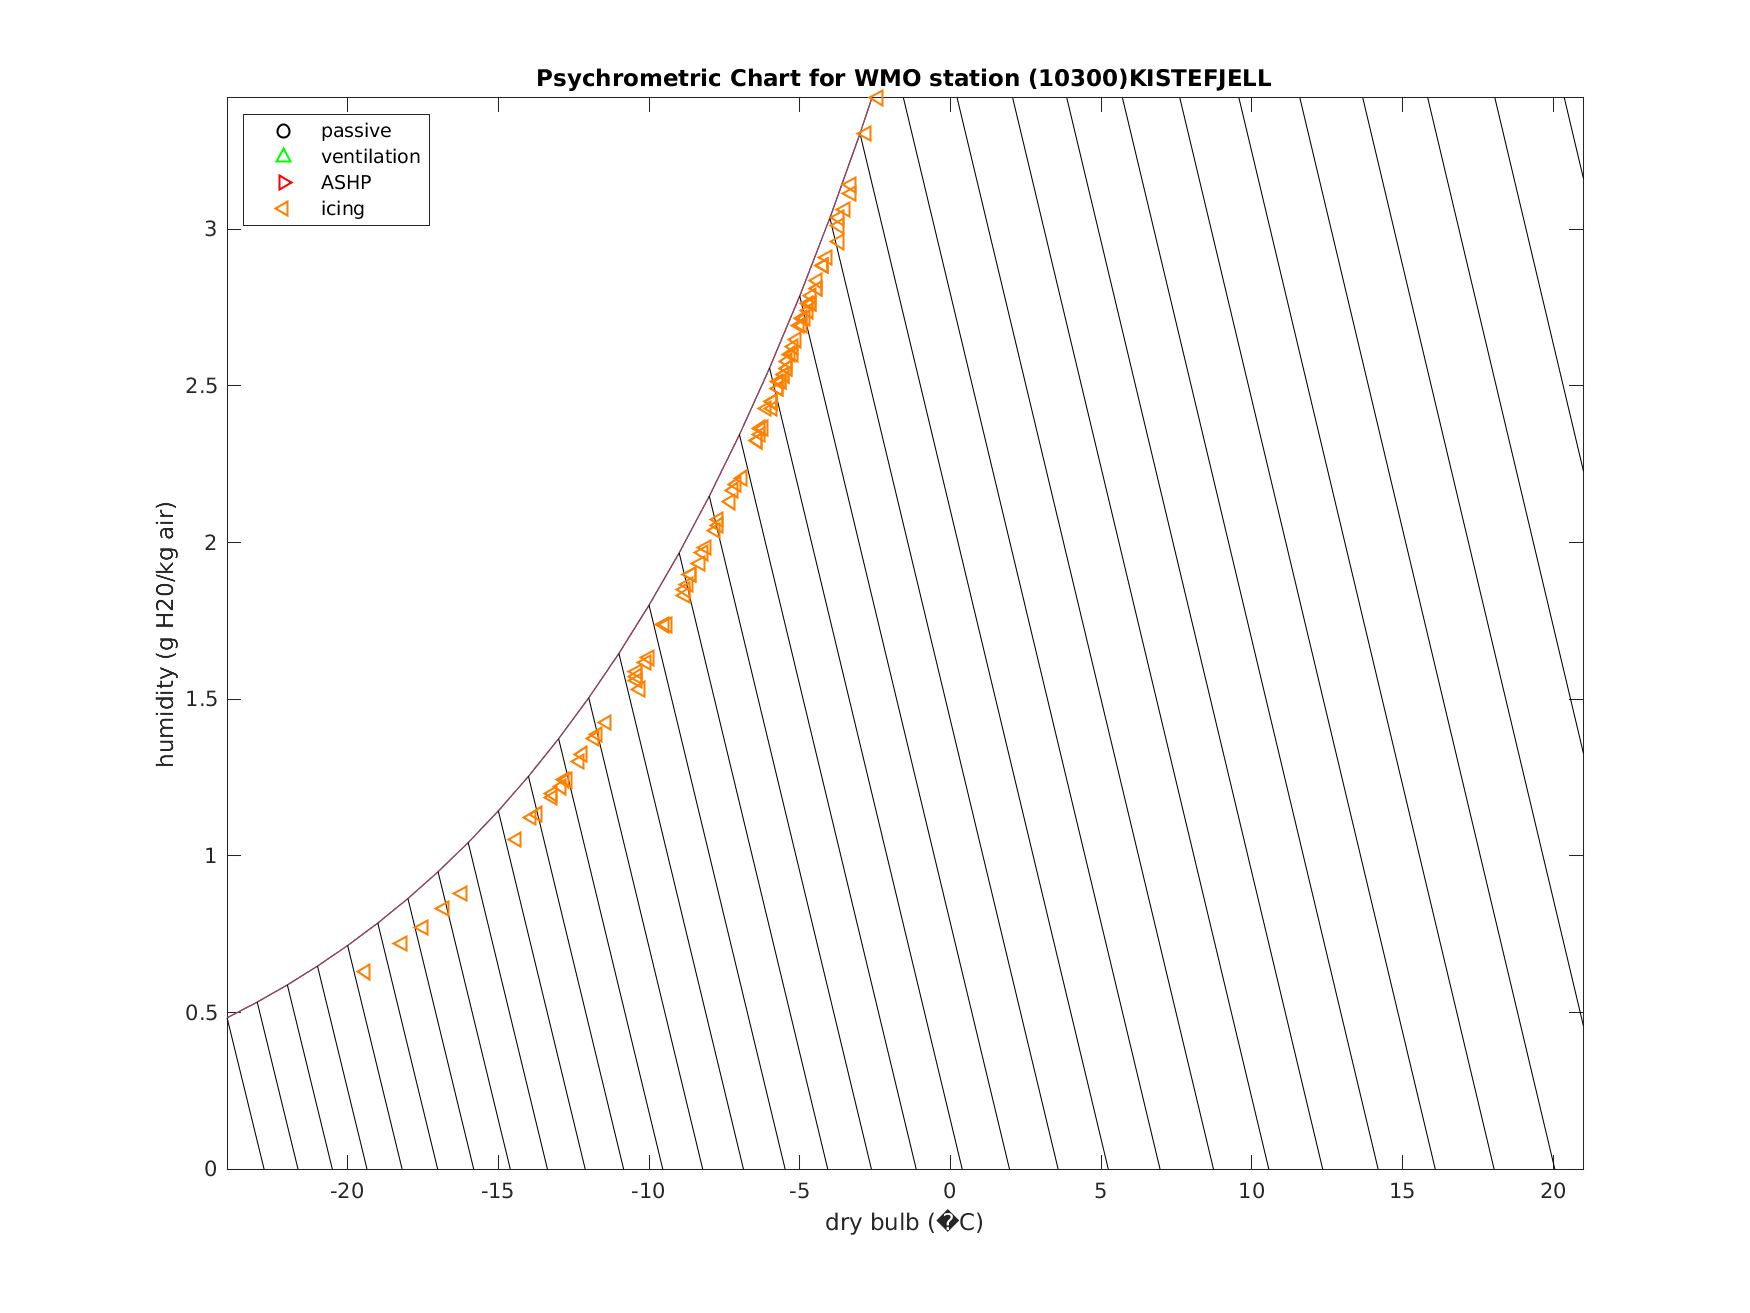 Psychrometric Chart for WMO station (10300)KISTEFJELL
passive
ventilation
ASHP
icing
humidity (g H20/kg air)
3
2.5
2
1.5
1
0.5
0
-20 -15 -10 -5 0 5 10 15 20
dry bulb (�C)